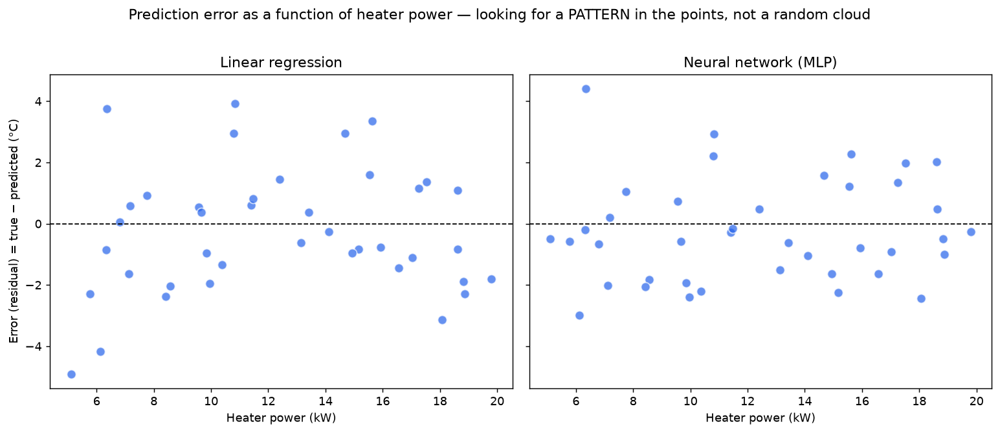 Prediction error as a function of heater power — looking for a PATTERN in the points, not a random cloud
Linear regression
Neural network (MLP)
Error (residual) = true − predicted (°C)
4
2
0
−2
−4
6 8 10 12 14 16 18 20
6 8 10 12 14 16 18 20
Heater power (kW)
Heater power (kW)